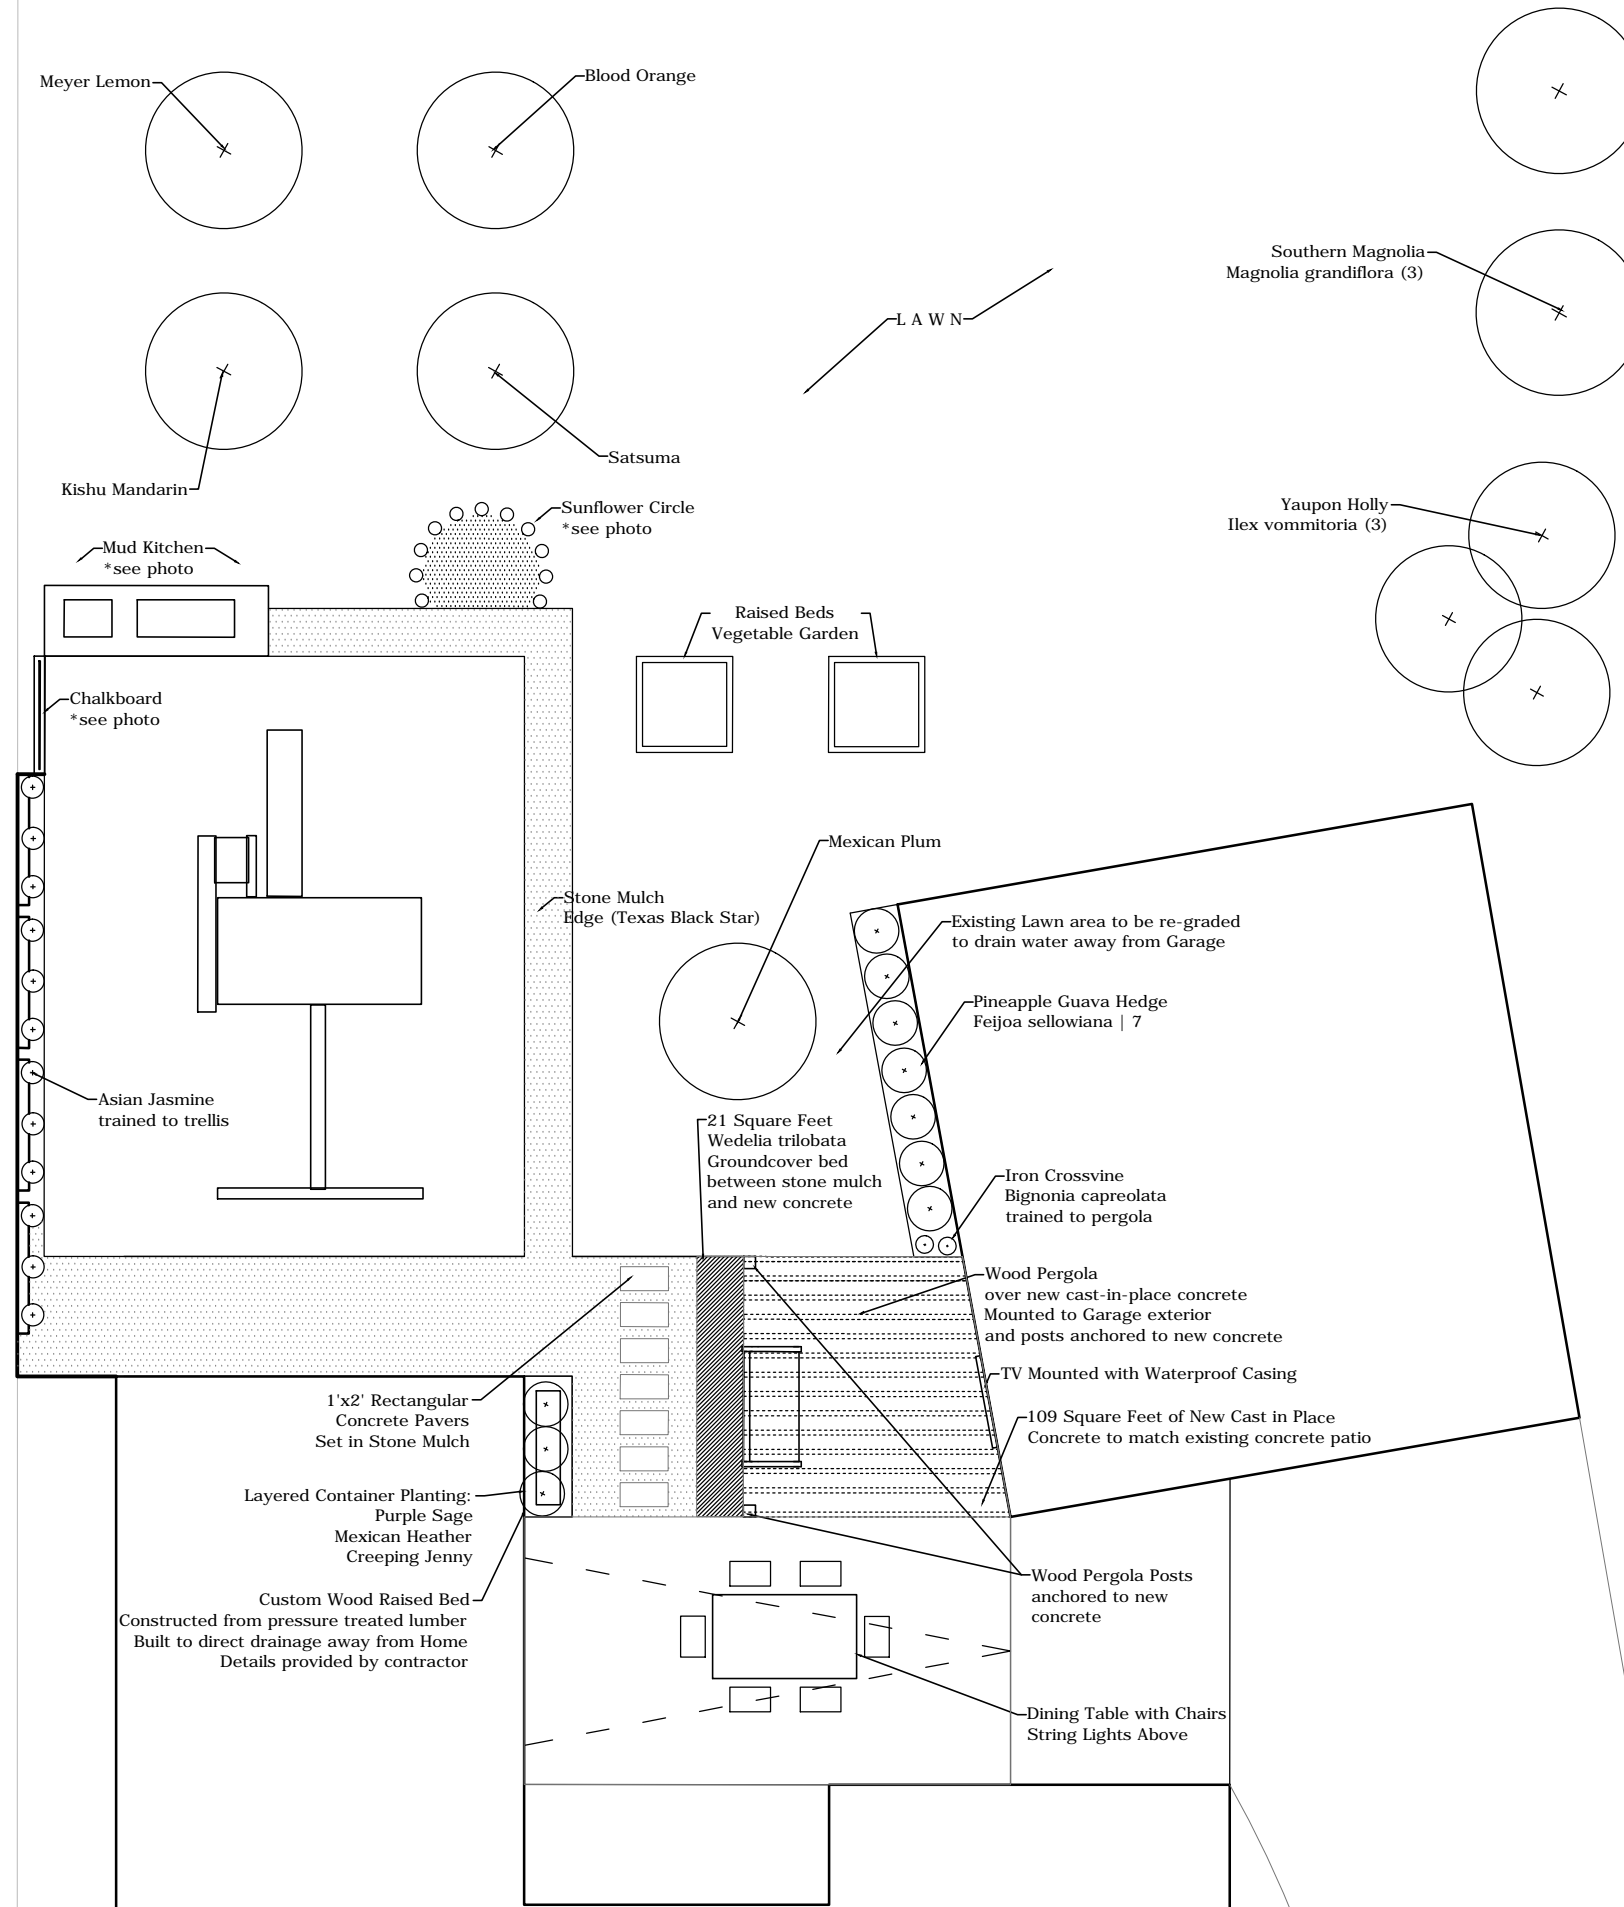 Meyer Lemon
Blood Orange
Southern Magnolia
Magnolia grandiflora (3)
L A W N
Satsuma
Kishu Mandarin
Sunflower Circle
*see photo
Yaupon Holly
Ilex vommitoria (3)
Mud Kitchen
*see photo
Raised Beds
Vegetable Garden
Chalkboard
*see photo
Mexican Plum
Stone Mulch
Edge (Texas Black Star)
Existing Lawn area to be re-graded
to drain water away from Garage
Pineapple Guava Hedge
Feijoa sellowiana | 7
Asian Jasmine
trained to trellis
21 Square Feet
Wedelia trilobata
Groundcover bed
between stone mulch
and new concrete
Iron Crossvine
Bignonia capreolata
trained to pergola
Wood Pergola
over new cast-in-place concrete
Mounted to Garage exterior
and posts anchored to new concrete
TV Mounted with Waterproof Casing
1'x2' Rectangular
Concrete Pavers
Set in Stone Mulch
109 Square Feet of New Cast in Place
Concrete to match existing concrete patio
Layered Container Planting:
Purple Sage
Mexican Heather
Creeping Jenny
Wood Pergola Posts
anchored to new
concrete
Custom Wood Raised Bed
Constructed from pressure treated lumber
Built to direct drainage away from Home
Details provided by contractor
Dining Table with Chairs
String Lights Above